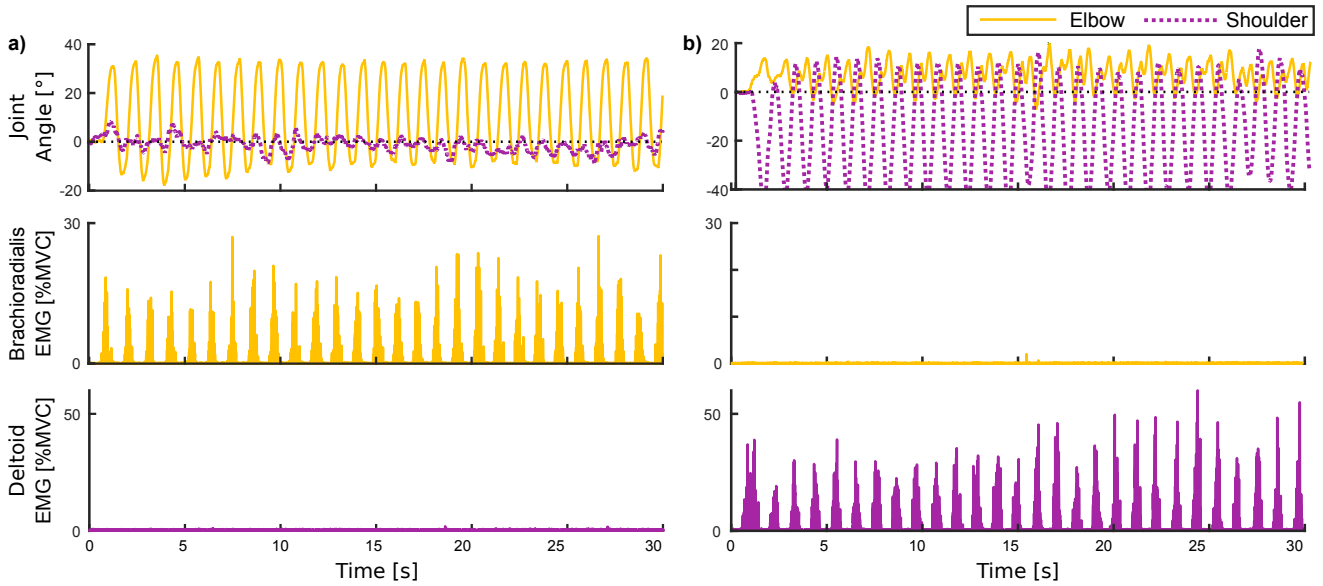 Elbow Shoulder
a) b)
Joint
Angle [°]
40
20
0
-20
20
0
-20
-40
Brachioradialis
EMG [%MVC]
30
0
30
0
Deltoid
EMG [%MVC]
50
0
50
0
0 5 10 15 20 25 30
0 5 10 15 20 25 30
Time [s] Time [s]